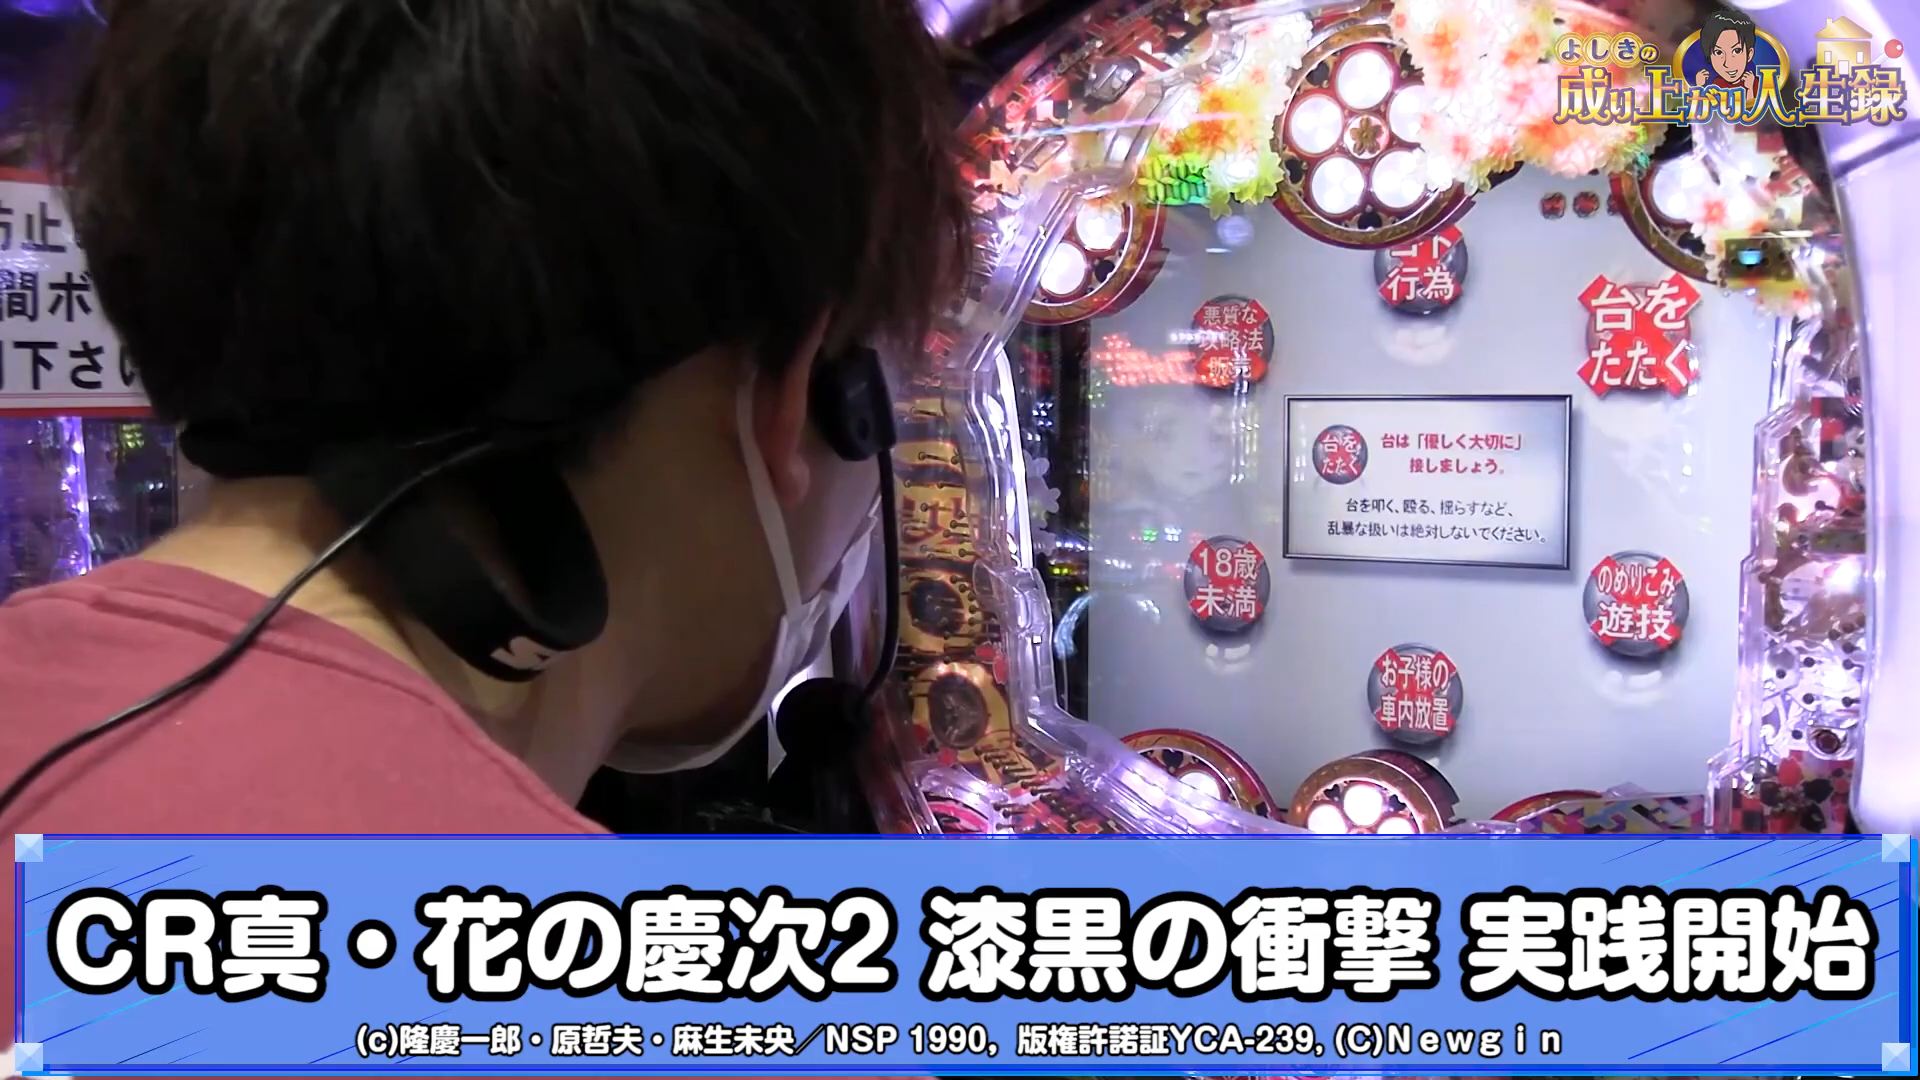 よしきの
成り上がり人生録
防止
間ボ
下さい
行為
台を
たたく
悪質な
攻略法
販売
台を
たたく
台は「優しく大切に」
接しましょう。
台を叩く、殴る、揺らすなど、
乱暴な扱いは絶対しないでください。
18歳
未満
のめりこみ
遊技
お子様の
車内放置
CR真・花の慶次2 漆黒の衝撃 実践開始
(c)隆慶一郎・原哲夫・麻生未央／NSP 1990, 版権許諾証YCA-239, (C)Newgin